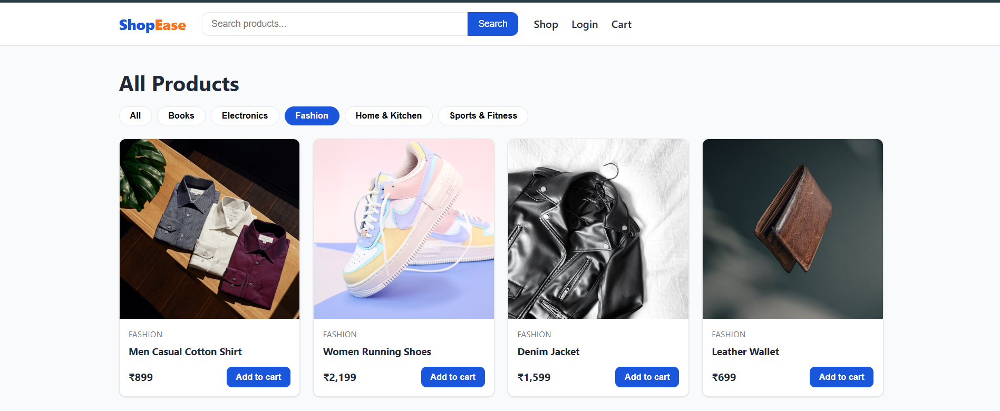 ShopEase
Search products...
Search
Shop
Login
Cart
All Products
All
Books
Electronics
Fashion
Home & Kitchen
Sports & Fitness
FASHION
Men Casual Cotton Shirt
₹899
Add to cart
FASHION
Women Running Shoes
₹2,199
Add to cart
FASHION
Denim Jacket
₹1,599
Add to cart
FASHION
Leather Wallet
₹699
Add to cart